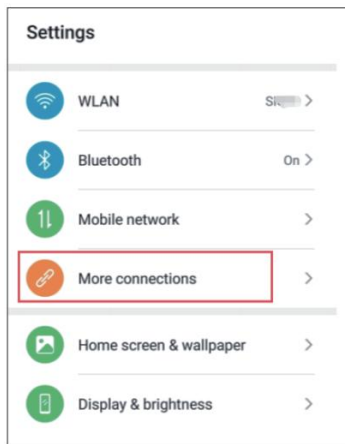 Settings
WLAN
Bluetooth On
Mobile network
More connections
Home screen & wallpaper
Display & brightness